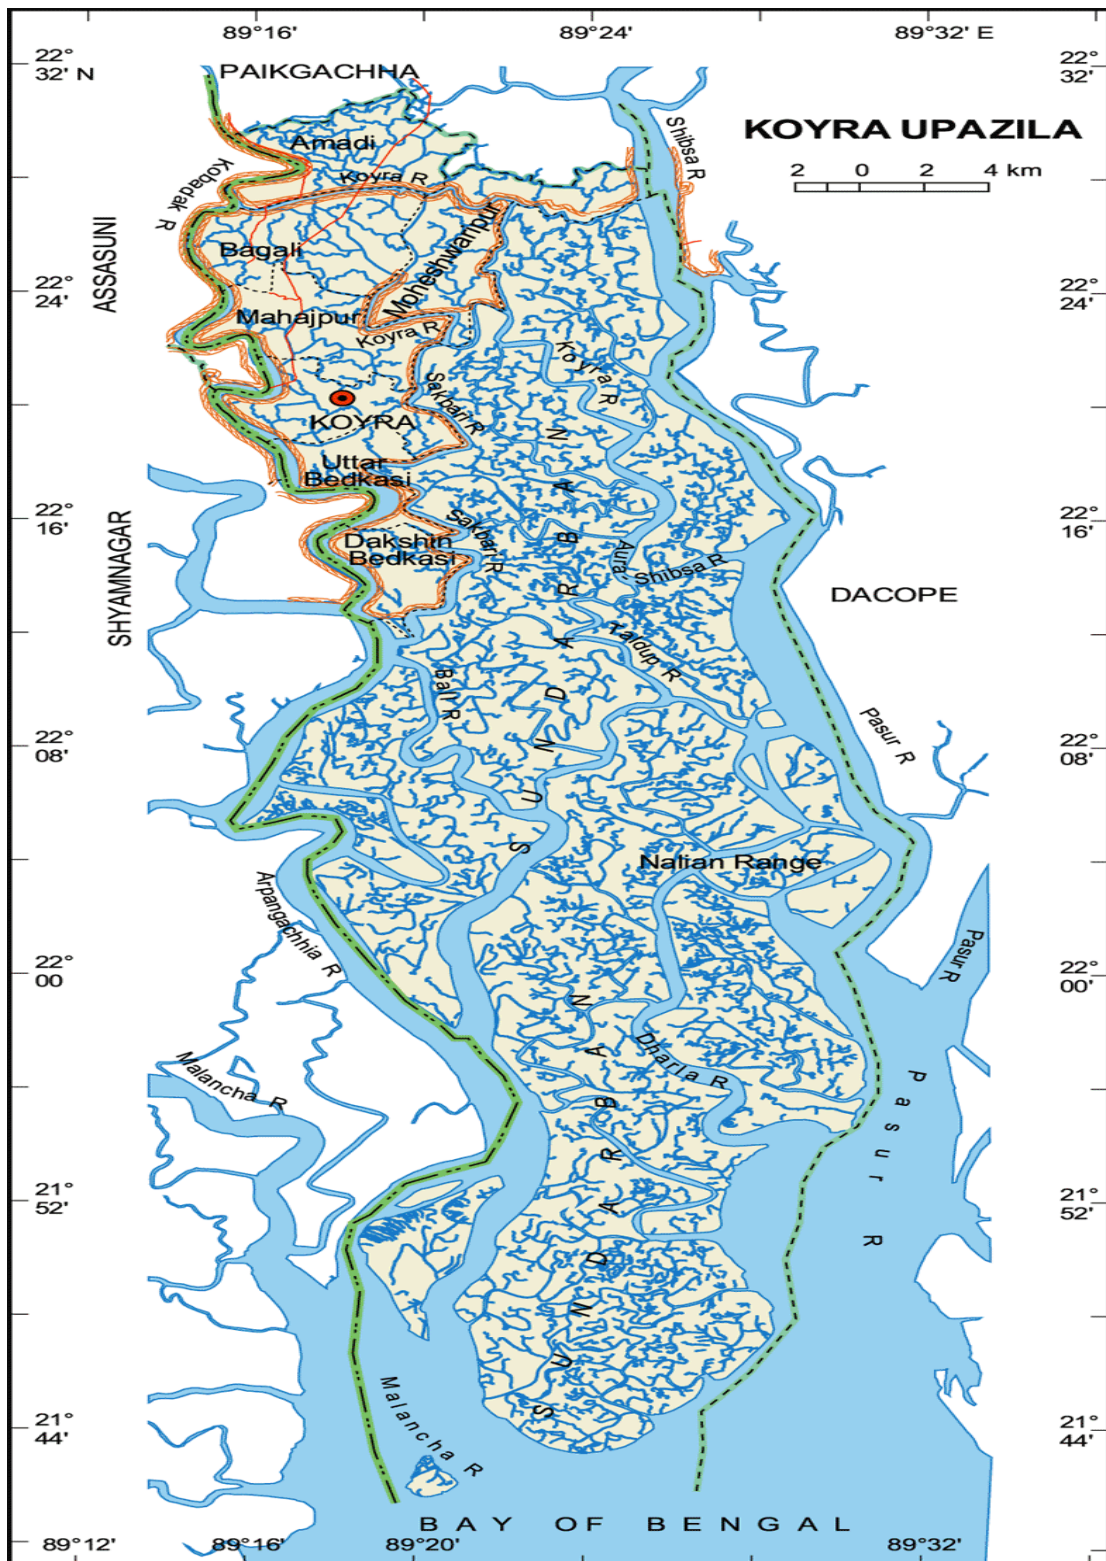 89°16' 89°24' 89°32' E
22°
32' N
PAIKGACHHA
22°
32'
KOYRA UPAZILA
2 0 2 4 km
Shibsa R
Amadi
Kobadak R
Koyra R
ASSASUNI
Bagali
Moheshwaripur
22°
24'
22°
24'
Mahajpur
Koyra R
Koyra R
Sakbari R
KOYRA
Uttar
Bedkasi
22°
16'
22°
16'
SHYAMNAGAR
Dakshin
Bedkasi
Sakbari R
Aura
Shibsa R
DACOPE
SUNDARBAN
Taldup R
Bali R
Pasur R
22°
08'
22°
08'
Nalian Range
Arpangachhia R
Pasur R
22°
00'
22°
00'
Dharla R
Malancha R
Pasur R
SUNDARBAN
21°
52'
21°
52'
Malancha R
21°
44'
21°
44'
BAY OF BENGAL
89°12' 89°16' 89°20' 89°32'